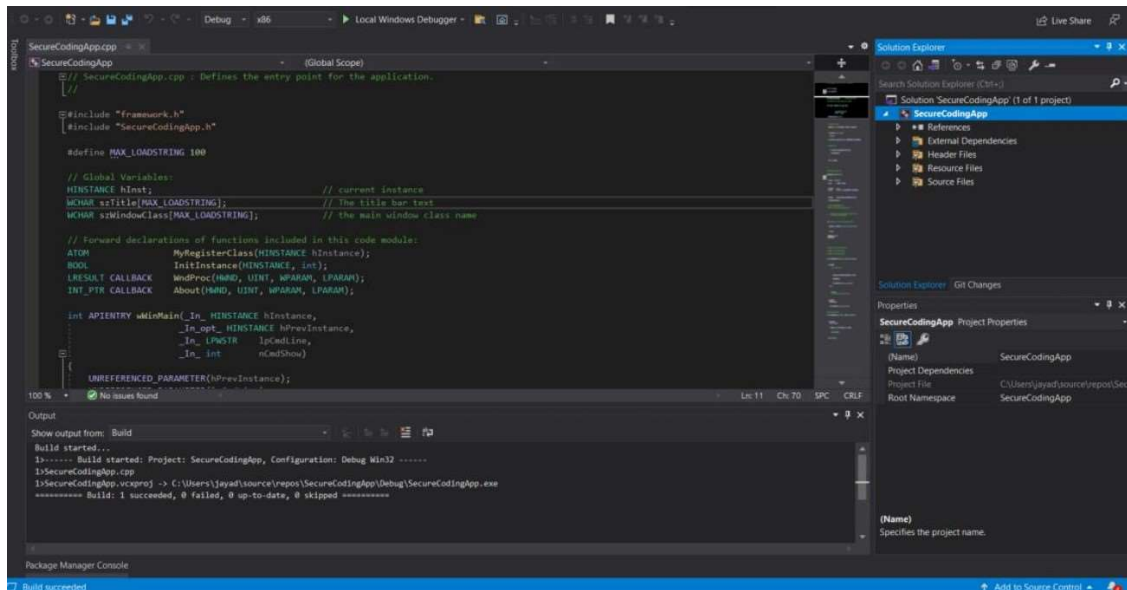 Debug x86 Local Windows Debugger Live Share
Toolbox
SecureCodingApp.cpp
SecureCodingApp (Global Scope)
// SecureCodingApp.cpp : Defines the entry point for the application.
//
#include "framework.h"
#include "SecureCodingApp.h"
#define MAX_LOADSTRING 100
// Global Variables:
HINSTANCE hInst; // current instance
WCHAR szTitle[MAX_LOADSTRING]; // The title bar text
WCHAR szWindowClass[MAX_LOADSTRING]; // the main window class name
// Forward declarations of functions included in this code module:
ATOM MyRegisterClass(HINSTANCE hInstance);
BOOL InitInstance(HINSTANCE, int);
LRESULT CALLBACK WndProc(HWND, UINT, WPARAM, LPARAM);
INT_PTR CALLBACK About(HWND, UINT, WPARAM, LPARAM);
int APIENTRY wWinMain(_In_ HINSTANCE hInstance,
_In_opt_ HINSTANCE hPrevInstance,
_In_ LPWSTR lpCmdLine,
_In_ int nCmdShow)
{
UNREFERENCED_PARAMETER(hPrevInstance);
100 % No issues found Ln: 11 Ch: 70 SPC CRLF
Output
Show output from: Build
Build started...
1>------ Build started: Project: SecureCodingApp, Configuration: Debug Win32 ------
1>SecureCodingApp.cpp
1>SecureCodingApp.vcxproj -> C:\Users\jayad\source\repos\SecureCodingApp\Debug\SecureCodingApp.exe
========== Build: 1 succeeded, 0 failed, 0 up-to-date, 0 skipped ==========
Package Manager Console
Build succeeded
Solution Explorer
Search Solution Explorer (Ctrl+;)
Solution 'SecureCodingApp' (1 of 1 project)
SecureCodingApp
References
External Dependencies
Header Files
Resource Files
Source Files
Solution Explorer Git Changes
Properties
SecureCodingApp Project Properties
(Name) SecureCodingApp
Project Dependencies
Project File C:\Users\jayad\source\repos\Sec
Root Namespace SecureCodingApp
(Name)
Specifies the project name.
Add to Source Control